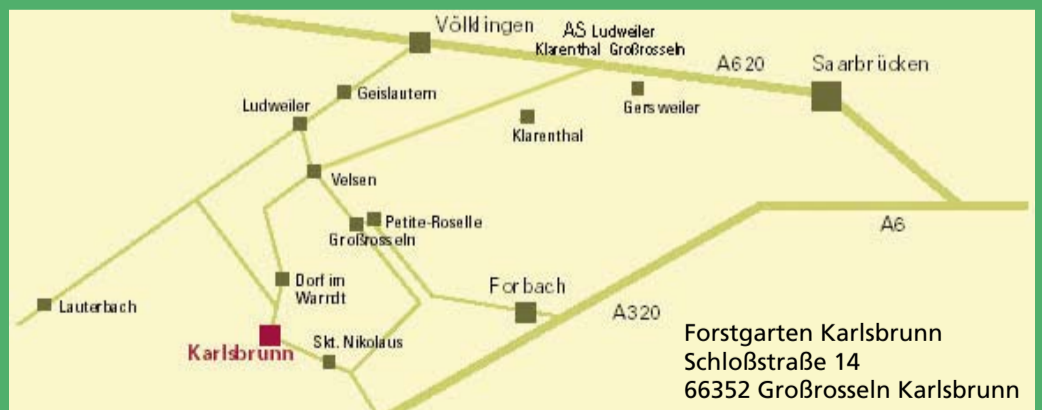 Völklingen
AS Ludweiler
Klarenthal Großrosseln
A620
Saarbrücken
Geislautern
Ludweiler
Gersweiler
Klarenthal
Velsen
Petite-Roselle
Großrosseln
A6
Dorf im
Warndt
Forbach
Lauterbach
A320
Karlsbrunn
Skt. Nikolaus
Forstgarten Karlsbrunn
Schloßstraße 14
66352 Großrosseln Karlsbrunn